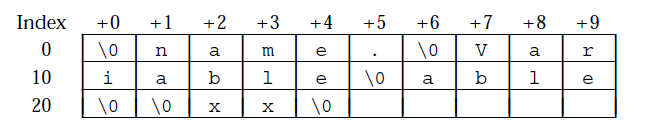 Index +0 +1 +2 +3 +4 +5 +6 +7 +8 +9
0 \0 n a m e . \0 V a r
10 i a b l e \0 a b l e
20 \0 \0 x x \0